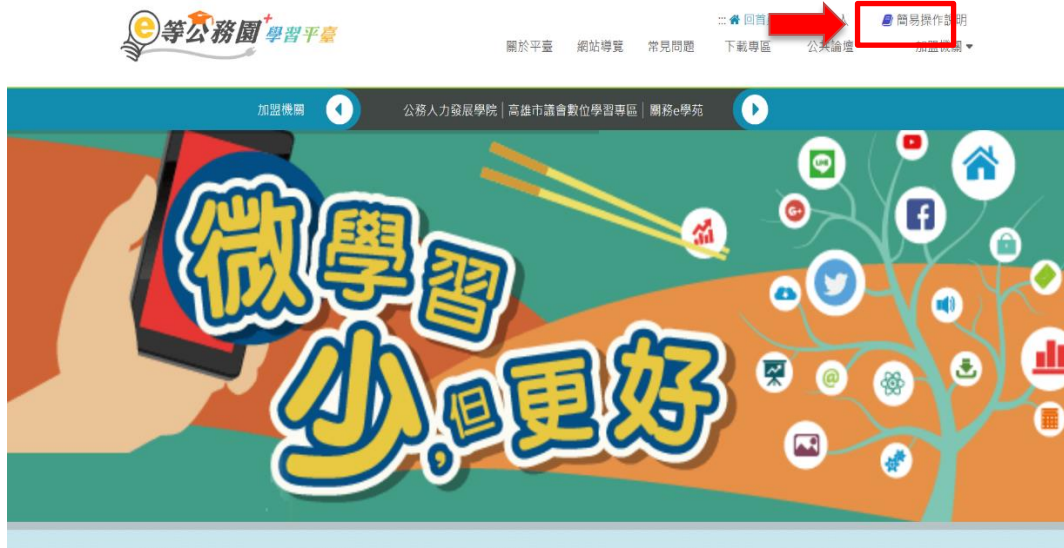 e等公務園+學習平臺
::: 回首 簡易操作說明
關於平臺 網站導覽 常見問題 下載專區 公共論壇 加盟機關
加盟機關 公務人力發展學院 | 高雄市議會數位學習專區 | 關務e學苑
微學習
少,但更好